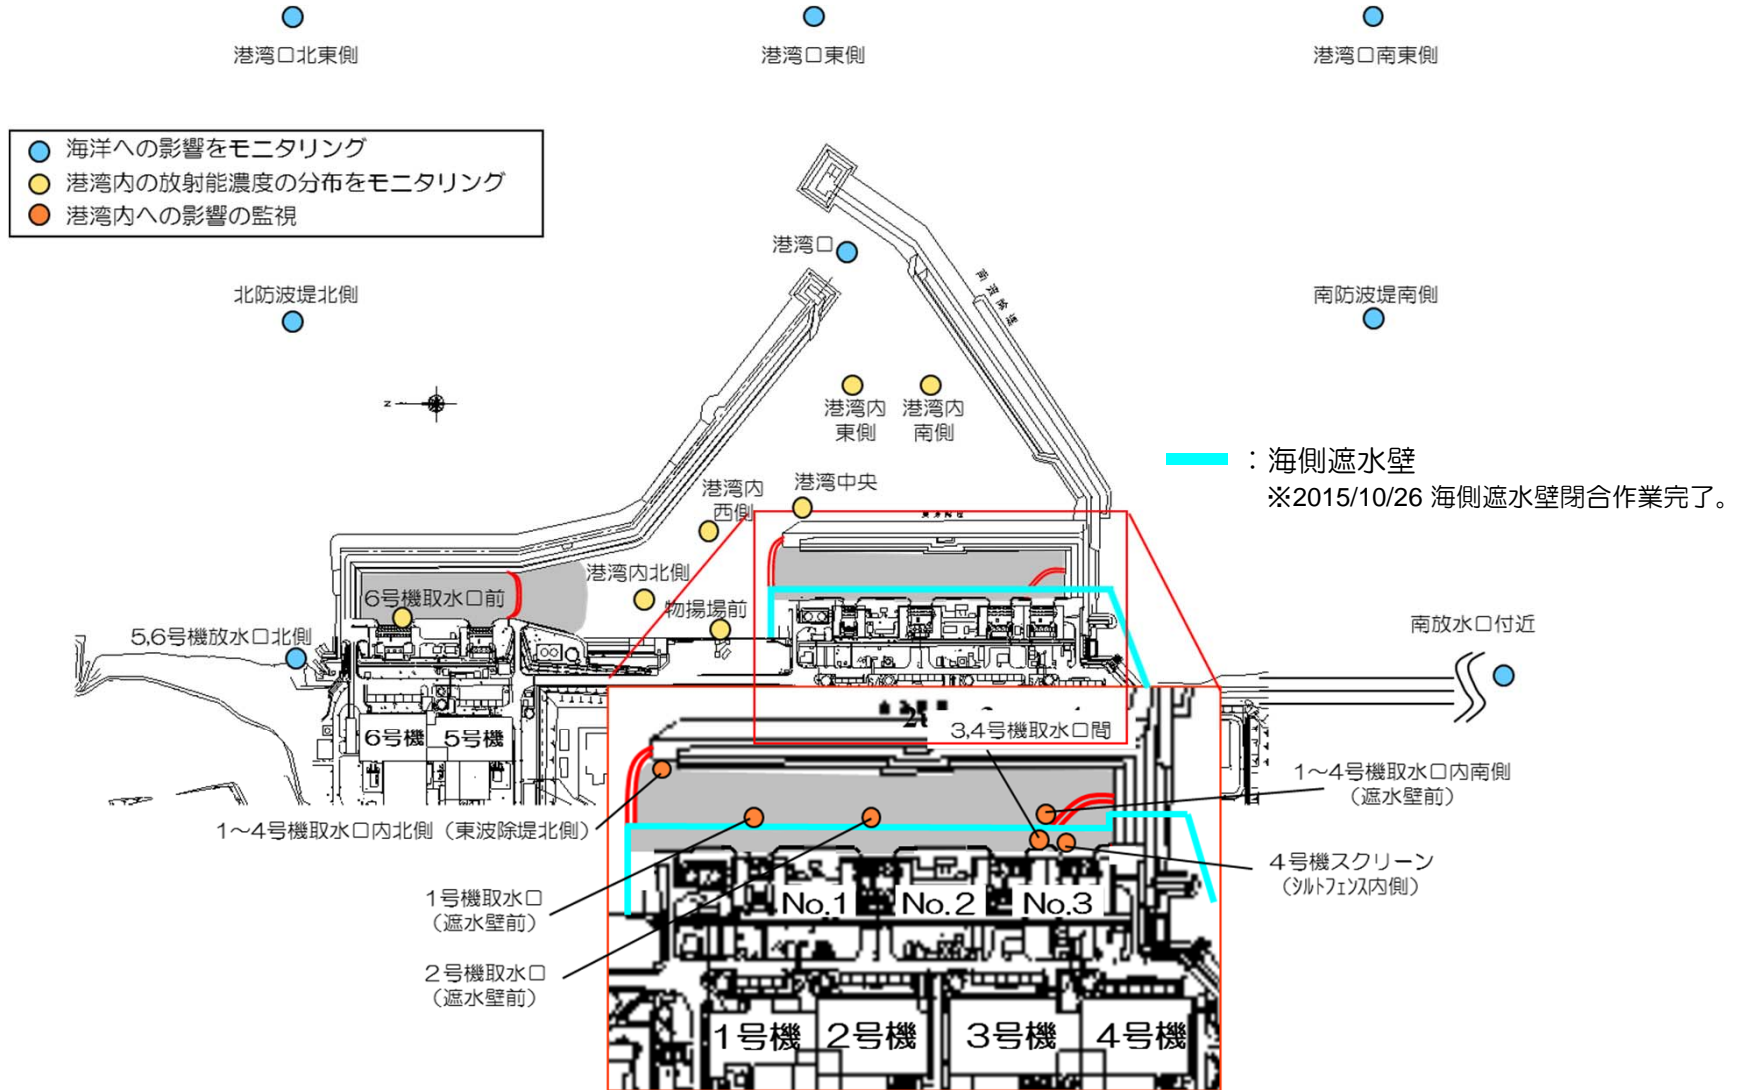 港湾口北東側
港湾口東側
港湾口南東側
海洋への影響をモニタリング
港湾内の放射能濃度の分布をモニタリング
港湾内への影響の監視
港湾口
北防波堤北側
南防波堤南側
N
港湾内
東側
港湾内
南側
：海側遮水壁
※2015/10/26 海側遮水壁閉合作業完了。
港湾内
西側
港湾中央
港湾内北側
6号機取水口前
物揚場前
5,6号機放水口北側
南放水口付近
6号機
5号機
3,4号機取水口間
1～4号機取水口内南側
（遮水壁前）
1～4号機取水口内北側（東波除堤北側）
4号機スクリーン
（シルトフェンス内側）
1号機取水口
（遮水壁前）
No.1
No.2
No.3
2号機取水口
（遮水壁前）
1号機
2号機
3号機
4号機